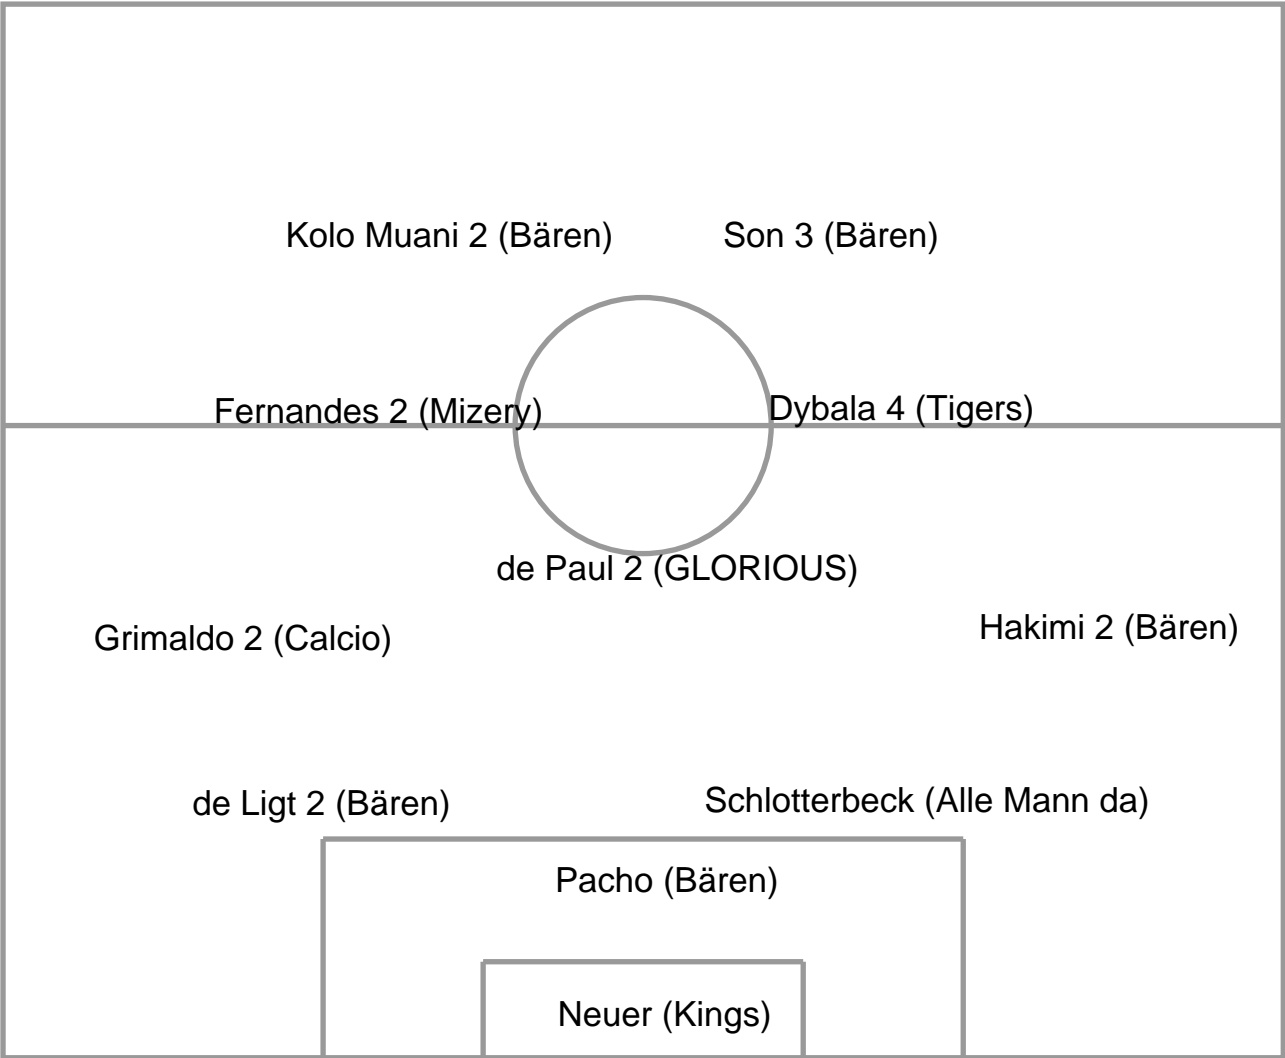 Kolo Muani 2 (Bären)
Son 3 (Bären)
Fernandes 2 (Mizery)
Dybala 4 (Tigers)
de Paul 2 (GLORIOUS)
Grimaldo 2 (Calcio)
Hakimi 2 (Bären)
de Ligt 2 (Bären)
Schlotterbeck (Alle Mann da)
Pacho (Bären)
Neuer (Kings)